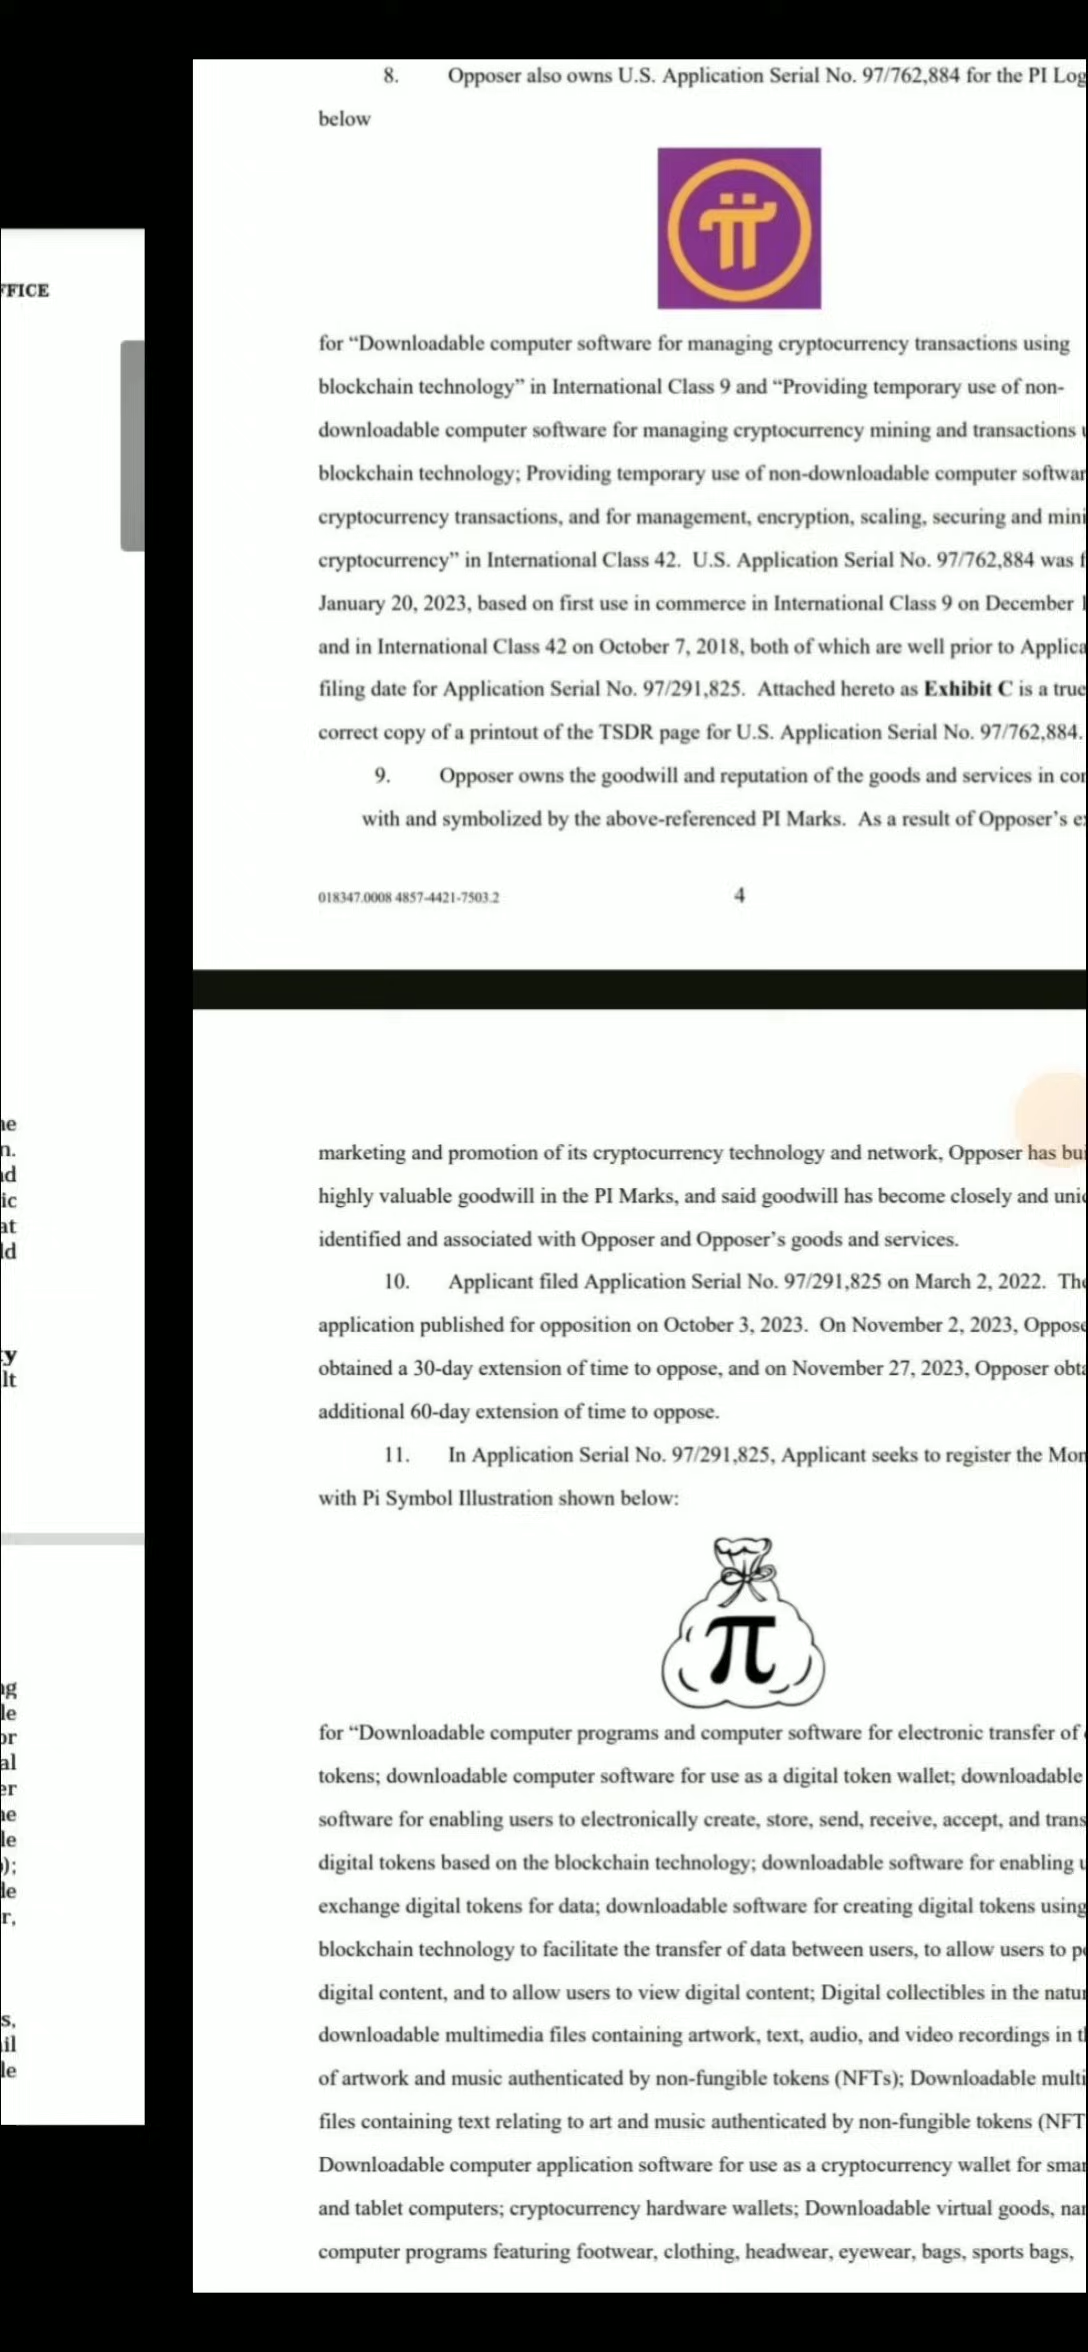 FFICE
8. Opposer also owns U.S. Application Serial No. 97/762,884 for the PI Log
below
for “Downloadable computer software for managing cryptocurrency transactions using
blockchain technology” in International Class 9 and “Providing temporary use of non-
downloadable computer software for managing cryptocurrency mining and transactions
blockchain technology; Providing temporary use of non-downloadable computer softwar
cryptocurrency transactions, and for management, encryption, scaling, securing and mini
cryptocurrency” in International Class 42. U.S. Application Serial No. 97/762,884 was f
January 20, 2023, based on first use in commerce in International Class 9 on December 1
and in International Class 42 on October 7, 2018, both of which are well prior to Applica
filing date for Application Serial No. 97/291,825. Attached hereto as Exhibit C is a true
correct copy of a printout of the TSDR page for U.S. Application Serial No. 97/762,884.
9. Opposer owns the goodwill and reputation of the goods and services in con
with and symbolized by the above-referenced PI Marks. As a result of Opposer’s ex
018347.0008 4857-4421-7503.2 4
marketing and promotion of its cryptocurrency technology and network, Opposer has bui
highly valuable goodwill in the PI Marks, and said goodwill has become closely and uniq
identified and associated with Opposer and Opposer’s goods and services.
10. Applicant filed Application Serial No. 97/291,825 on March 2, 2022. The
application published for opposition on October 3, 2023. On November 2, 2023, Oppose
obtained a 30-day extension of time to oppose, and on November 27, 2023, Opposer obta
additional 60-day extension of time to oppose.
11. In Application Serial No. 97/291,825, Applicant seeks to register the Mon
with Pi Symbol Illustration shown below:
π
for “Downloadable computer programs and computer software for electronic transfer of
tokens; downloadable computer software for use as a digital token wallet; downloadable
software for enabling users to electronically create, store, send, receive, accept, and trans
digital tokens based on the blockchain technology; downloadable software for enabling u
exchange digital tokens for data; downloadable software for creating digital tokens using
blockchain technology to facilitate the transfer of data between users, to allow users to pe
digital content, and to allow users to view digital content; Digital collectibles in the natur
downloadable multimedia files containing artwork, text, audio, and video recordings in th
of artwork and music authenticated by non-fungible tokens (NFTs); Downloadable multi
files containing text relating to art and music authenticated by non-fungible tokens (NFT
Downloadable computer application software for use as a cryptocurrency wallet for smar
and tablet computers; cryptocurrency hardware wallets; Downloadable virtual goods, nam
computer programs featuring footwear, clothing, headwear, eyewear, bags, sports bags,